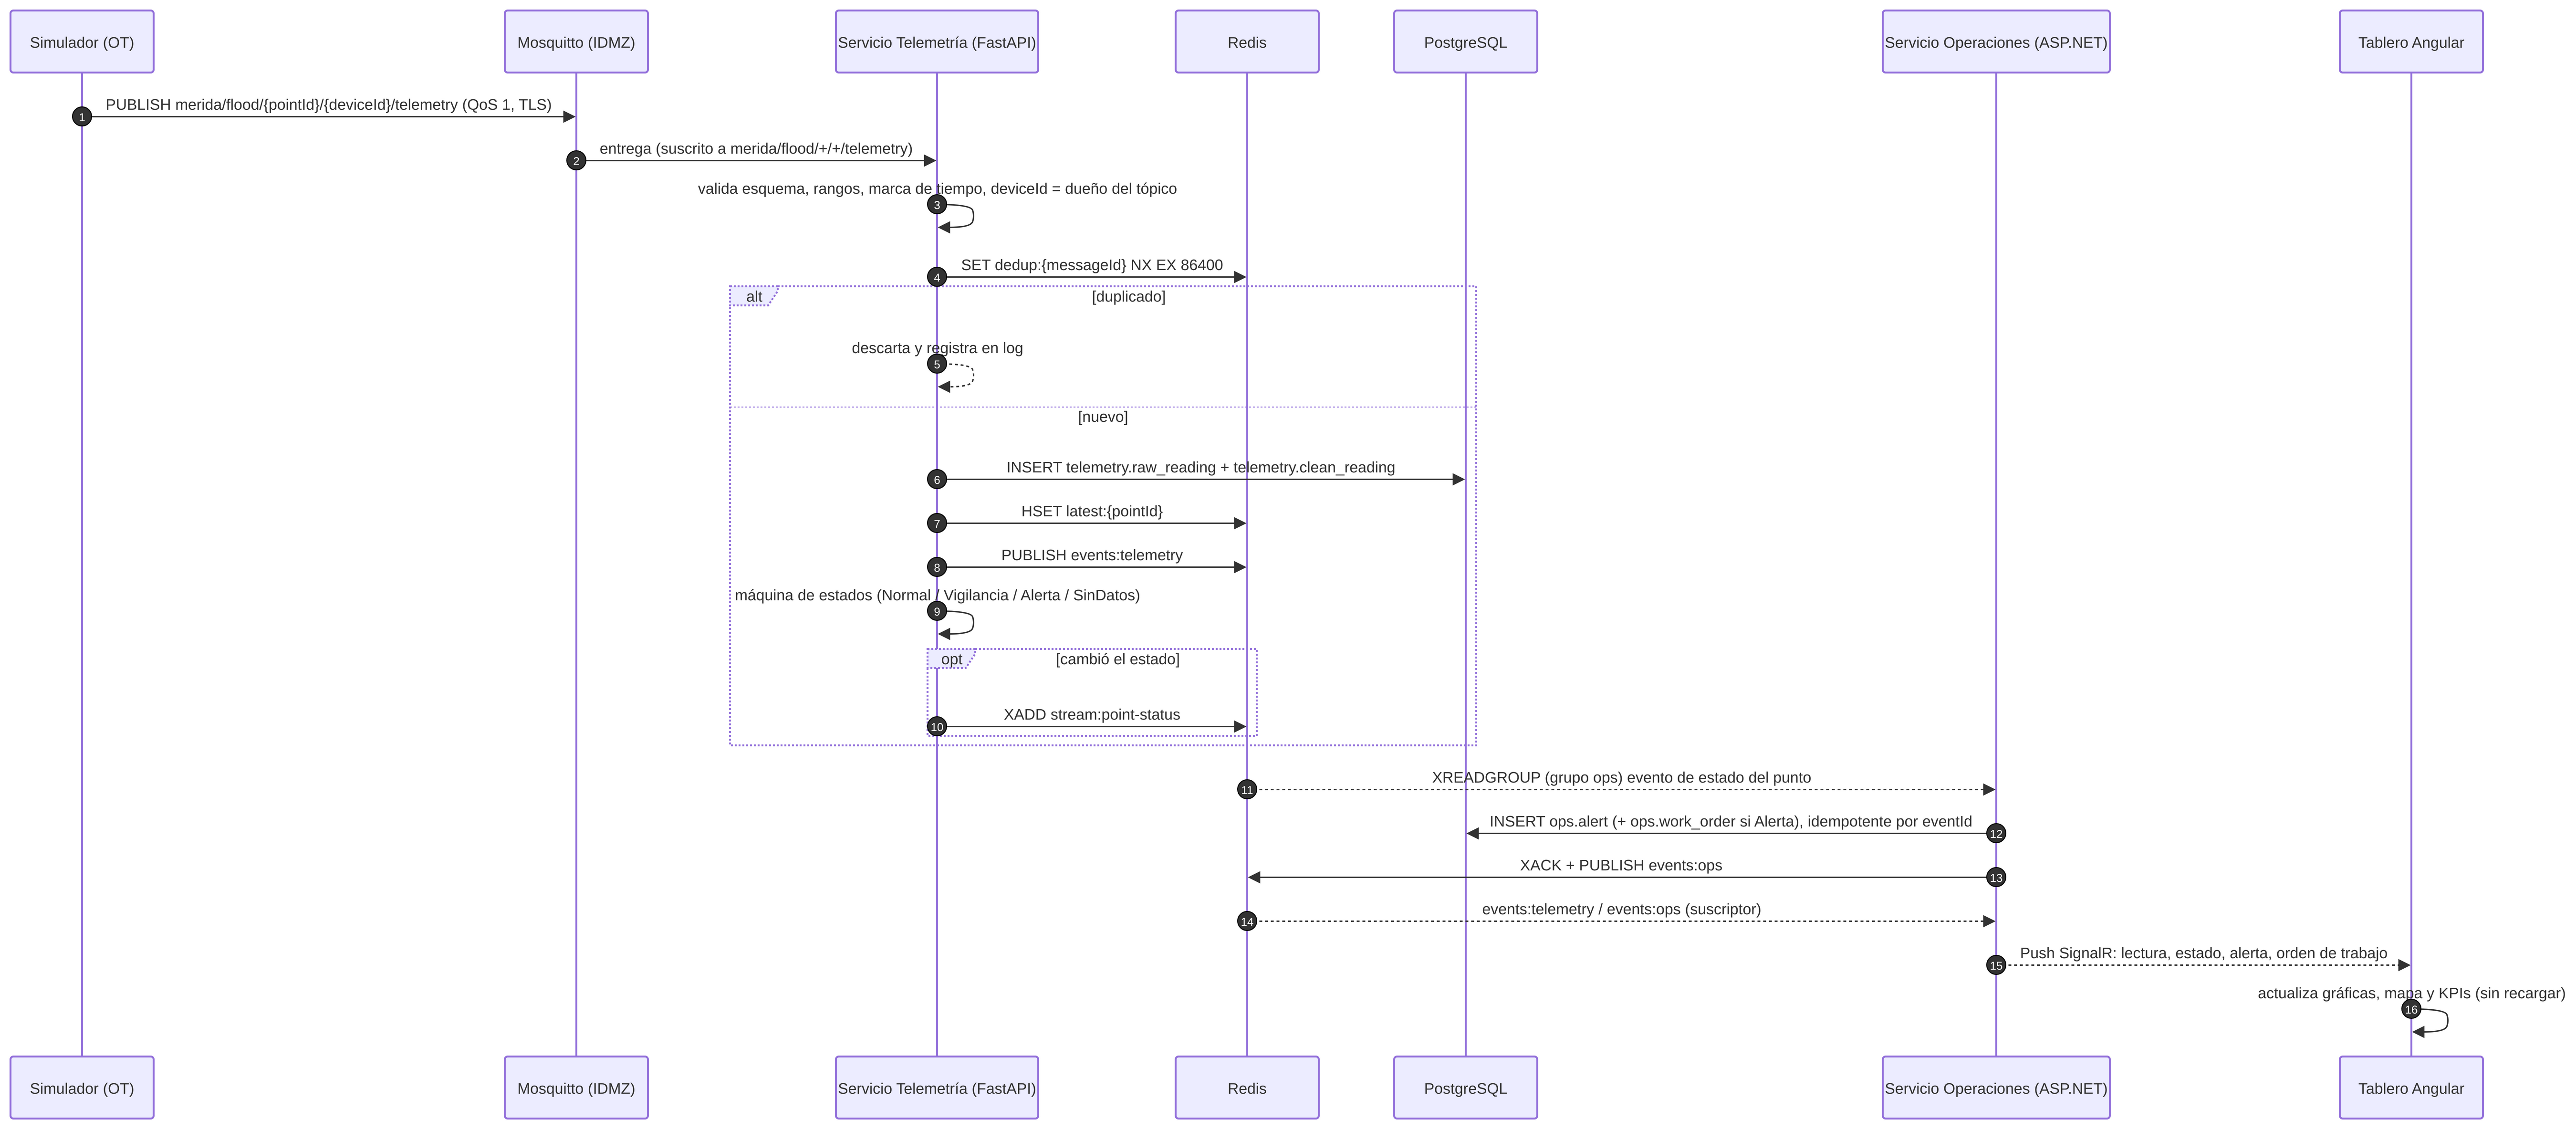 Simulador (OT)
Mosquitto (IDMZ)
Servicio Telemetría (FastAPI)
Redis
PostgreSQL
Servicio Operaciones (ASP.NET)
Tablero Angular
1
PUBLISH merida/flood/{pointId}/{deviceId}/telemetry (QoS 1, TLS)
2
entrega (suscrito a merida/flood/+/+/telemetry)
valida esquema, rangos, marca de tiempo, deviceId = dueño del tópico
3
4
SET dedup:{messageId} NX EX 86400
alt
[duplicado]
descarta y registra en log
5
[nuevo]
6
INSERT telemetry.raw_reading + telemetry.clean_reading
7
HSET latest:{pointId}
8
PUBLISH events:telemetry
máquina de estados (Normal / Vigilancia / Alerta / SinDatos)
9
opt
[cambió el estado]
10
XADD stream:point-status
11
XREADGROUP (grupo ops) evento de estado del punto
INSERT ops.alert (+ ops.work_order si Alerta), idempotente por eventId
12
XACK + PUBLISH events:ops
13
14
events:telemetry / events:ops (suscriptor)
15
Push SignalR: lectura, estado, alerta, orden de trabajo
actualiza gráficas, mapa y KPIs (sin recargar)
16
Simulador (OT)
Mosquitto (IDMZ)
Servicio Telemetría (FastAPI)
Redis
PostgreSQL
Servicio Operaciones (ASP.NET)
Tablero Angular